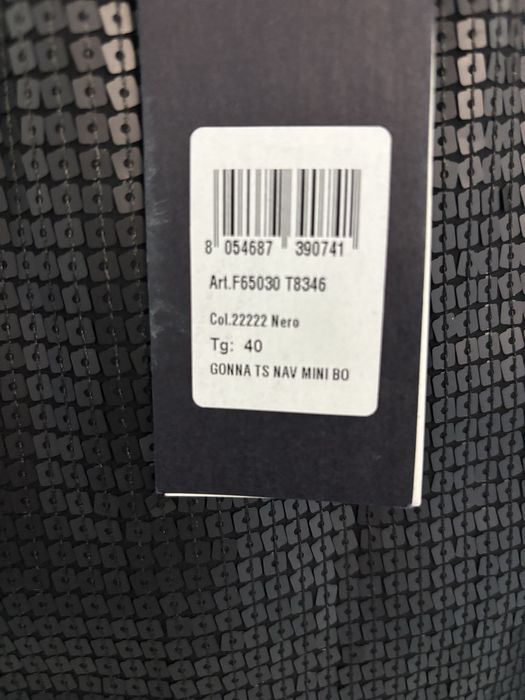 8 054687 390741
Art.F65030 T8346
Col.22222 Nero
Tg: 40
GONNA TS NAV MINI BO